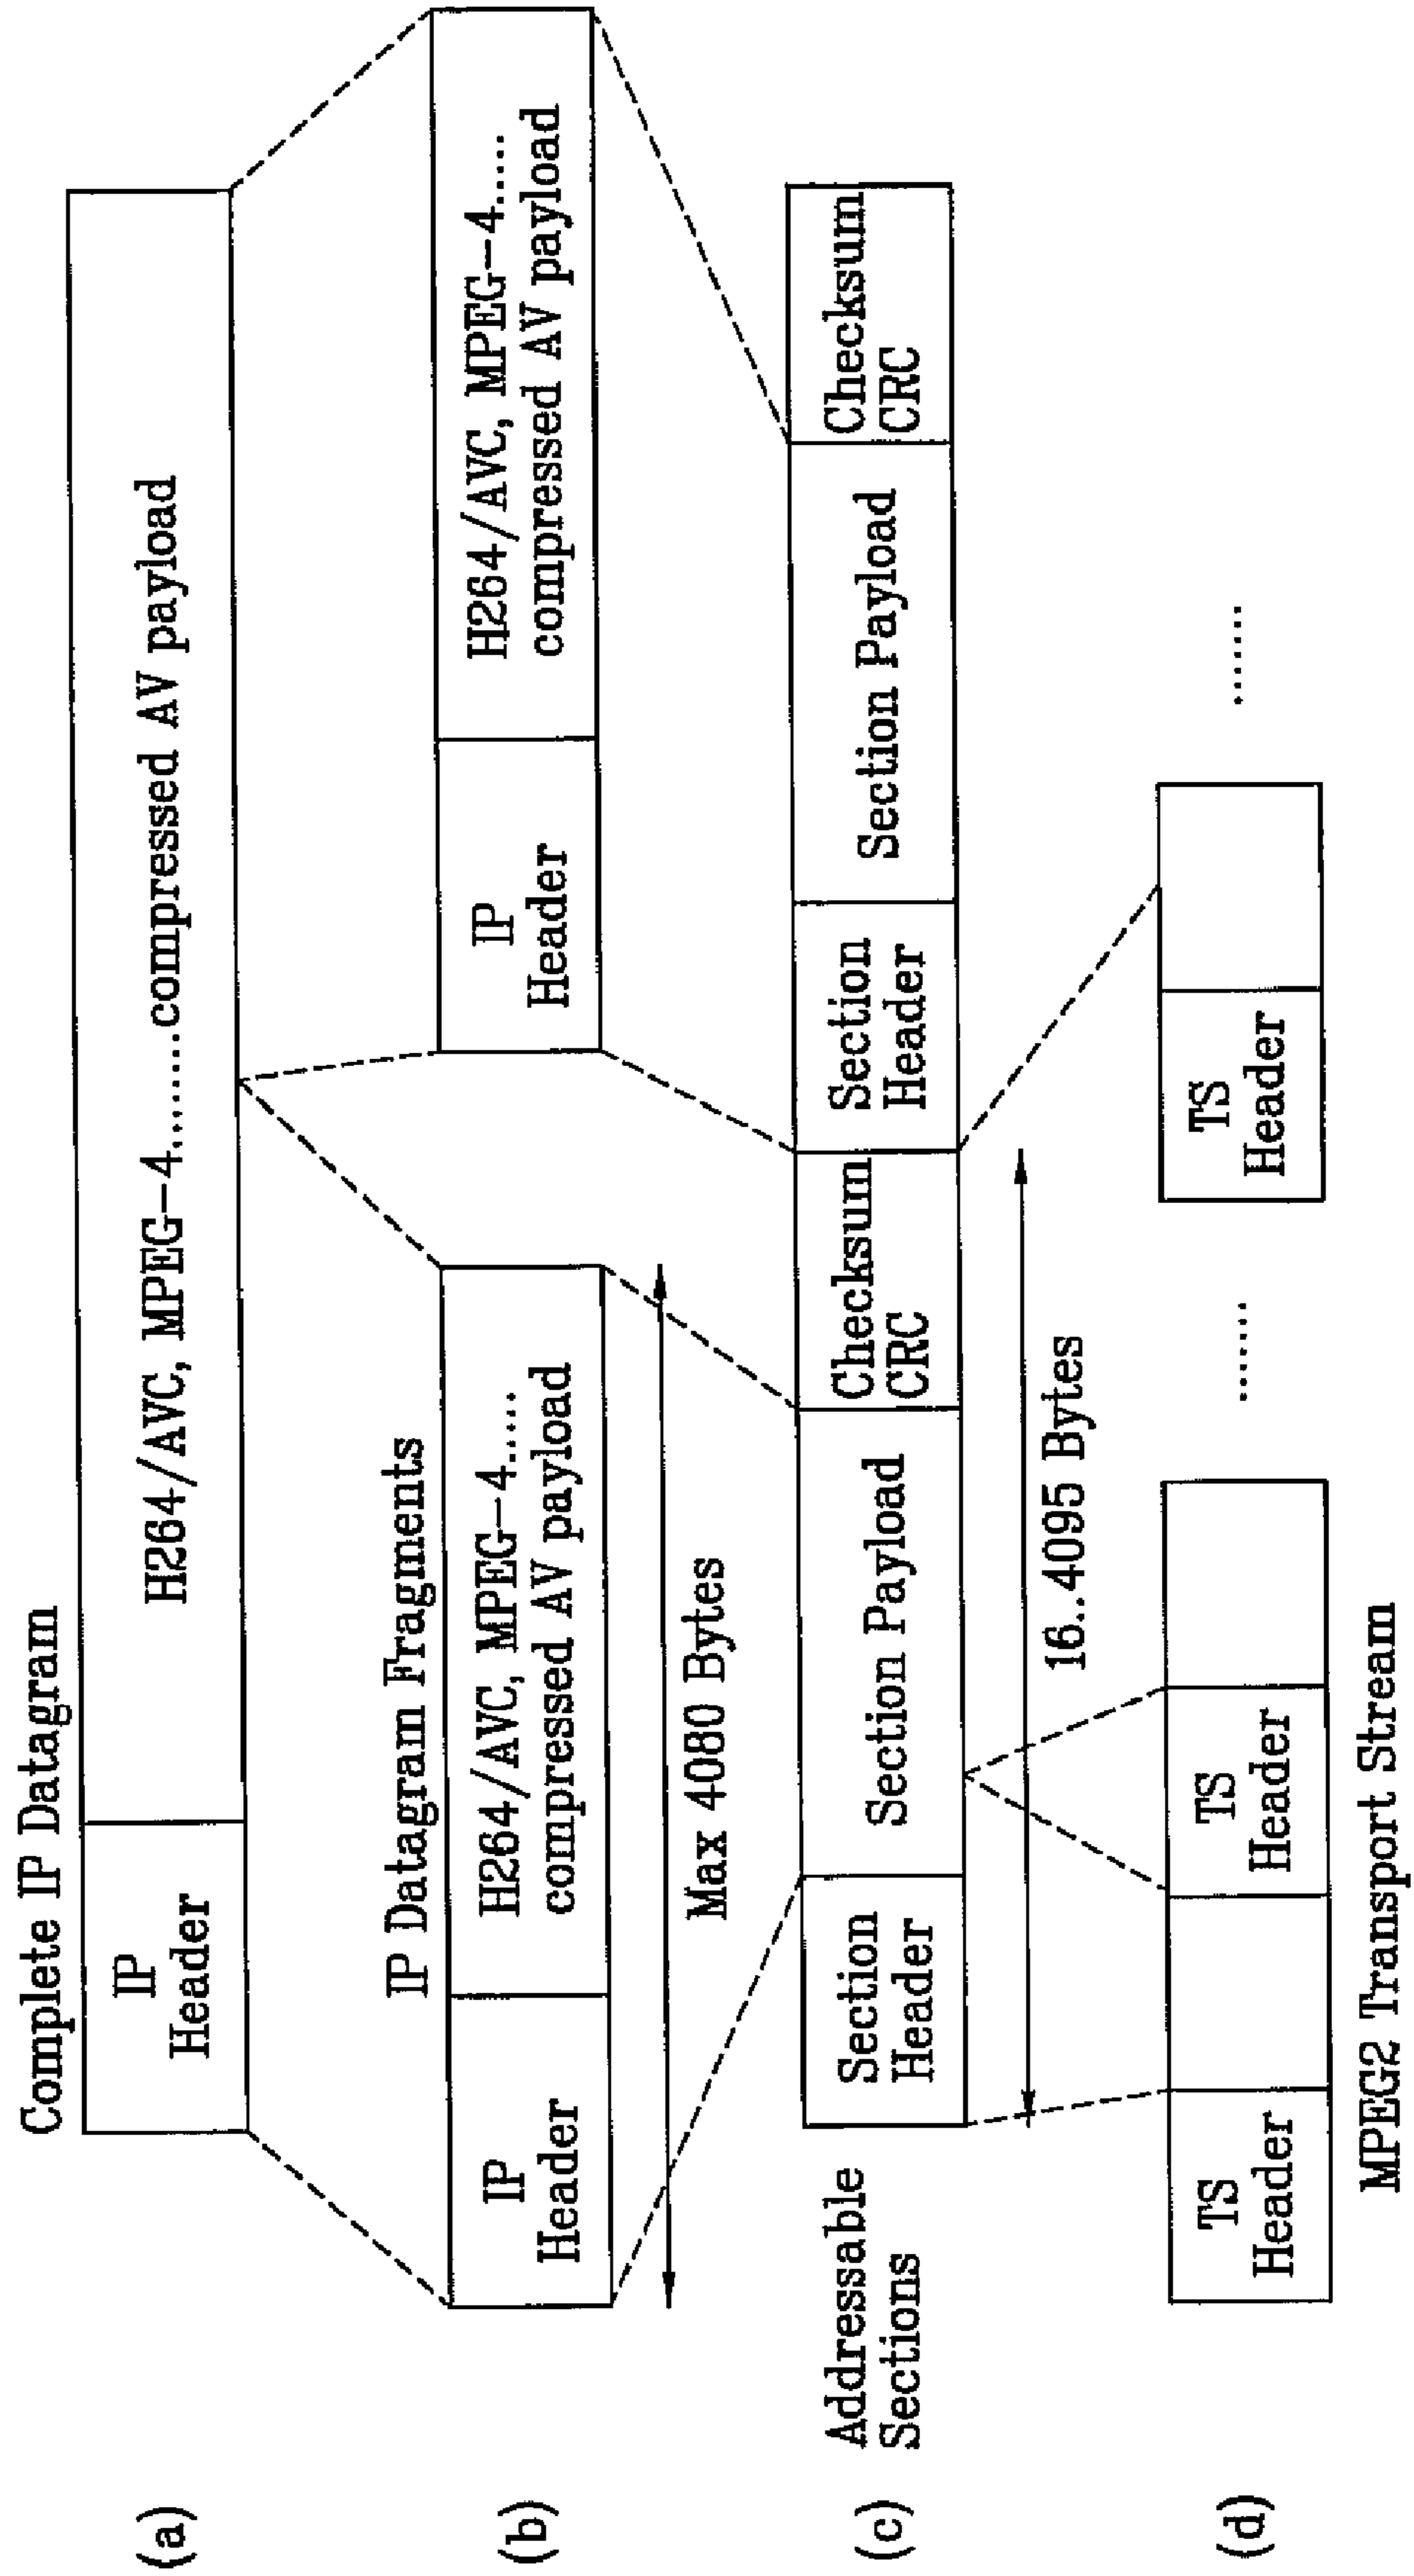 Complete IP Datagram
(a)
IP
Header
H264/AVC, MPEG-4........compressed AV payload
IP Datagram Fragments
(b)
IP
Header
H264/AVC, MPEG-4.....
compressed AV payload
IP
Header
H264/AVC, MPEG-4.....
compressed AV payload
Max 4080 Bytes
(c)
Addressable
Sections
Section
Header
Section Payload
Checksum
CRC
Section
Header
Section Payload
Checksum
CRC
16..4095 Bytes
(d)
TS
Header
TS
Header
.......
TS
Header
.......
MPEG2 Transport Stream